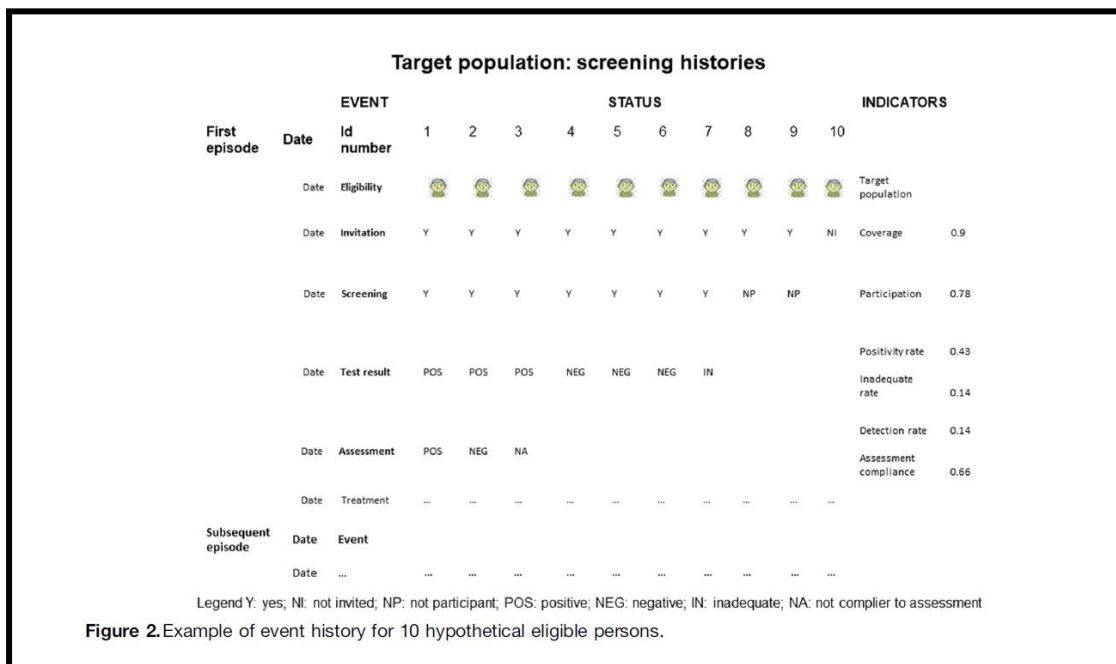 Target population: screening histories
EVENT STATUS INDICATORS
First episode Date Id number 1 2 3 4 5 6 7 8 9 10
Date Eligibility Target population
Date Invitation Y Y Y Y Y Y Y Y Y NI Coverage 0.9
Date Screening Y Y Y Y Y Y Y NP NP Participation 0.78
Positivity rate 0.43
Date Test result POS POS POS NEG NEG NEG IN
Inadequate rate 0.14
Detection rate 0.14
Date Assessment POS NEG NA
Assessment compliance 0.66
Date Treatment ... ... ... ... ... ... ... ... ... ...
Subsequent episode Date Event
Date ... ... ... ... ... ... ... ... ... ... ...
Legend Y: yes; NI: not invited; NP: not participant; POS: positive; NEG: negative; IN: inadequate; NA: not complier to assessment
Figure 2. Example of event history for 10 hypothetical eligible persons.